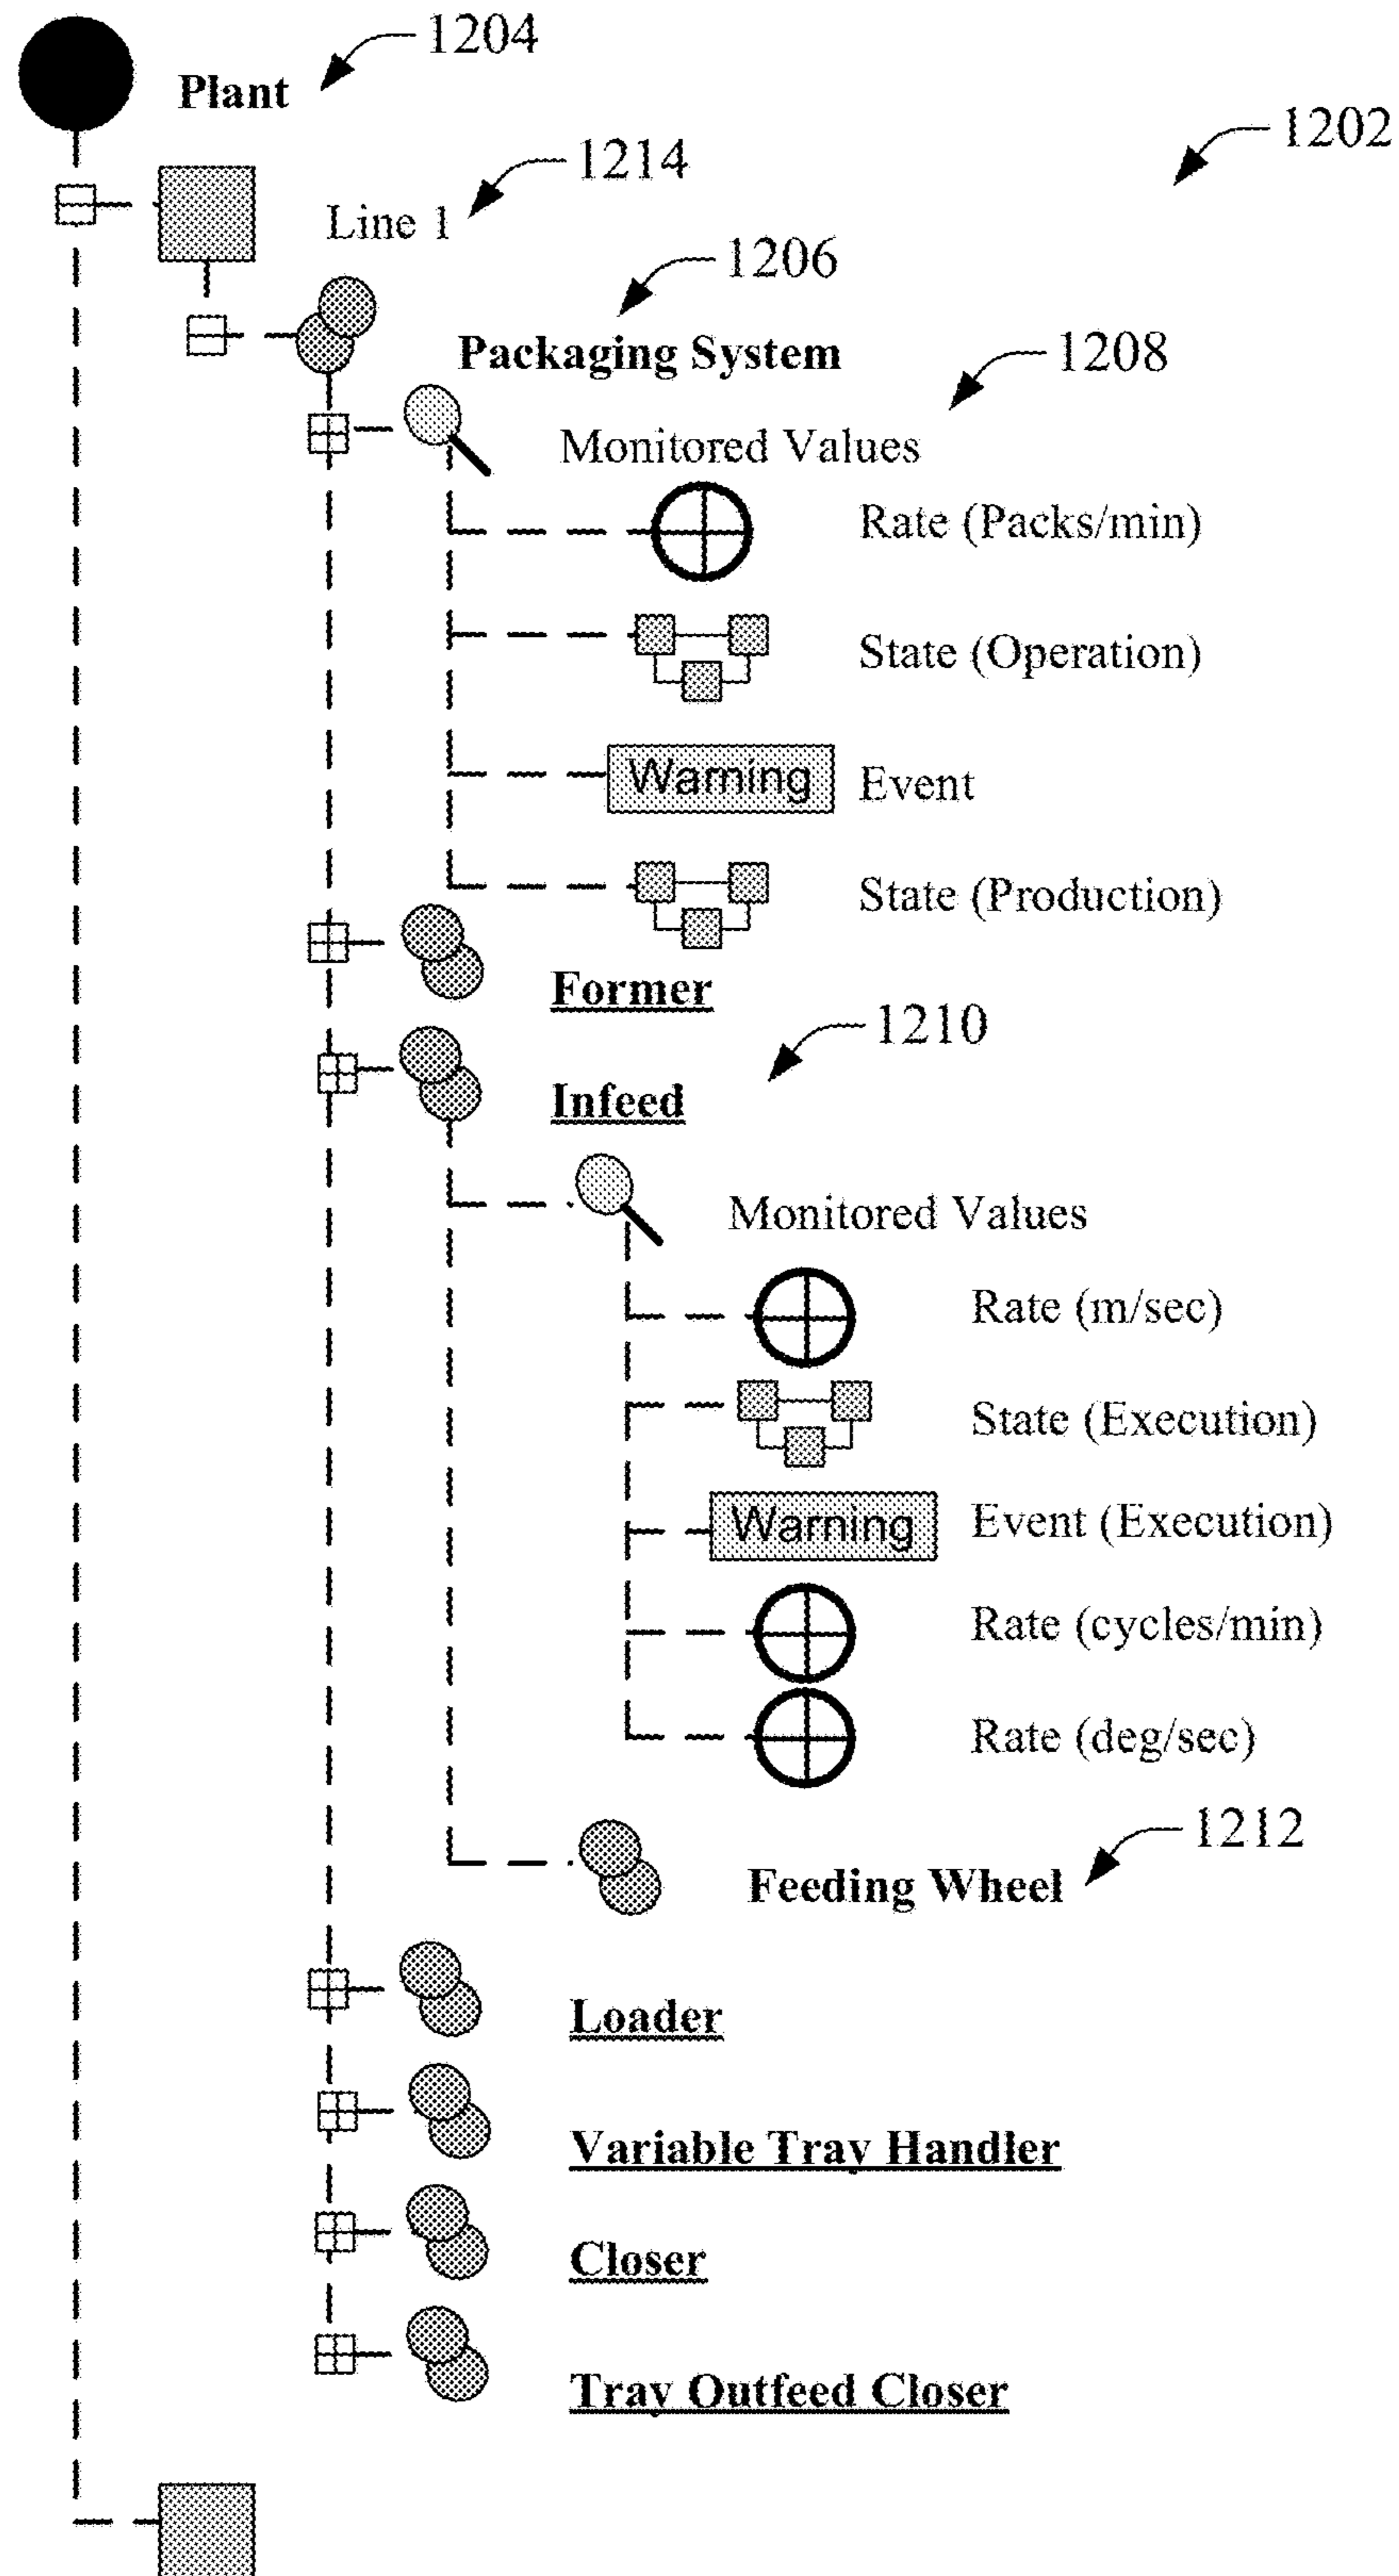 1204
Plant
1202
1214
Line 1
1206
Packaging System
1208
Monitored Values
Rate (Packs/min)
State (Operation)
Warning Event
State (Production)
Former
1210
Infeed
Monitored Values
Rate (m/sec)
State (Execution)
Warning Event (Execution)
Rate (cycles/min)
Rate (deg/sec)
1212
Feeding Wheel
Loader
Variable Tray Handler
Closer
Tray Outfeed Closer